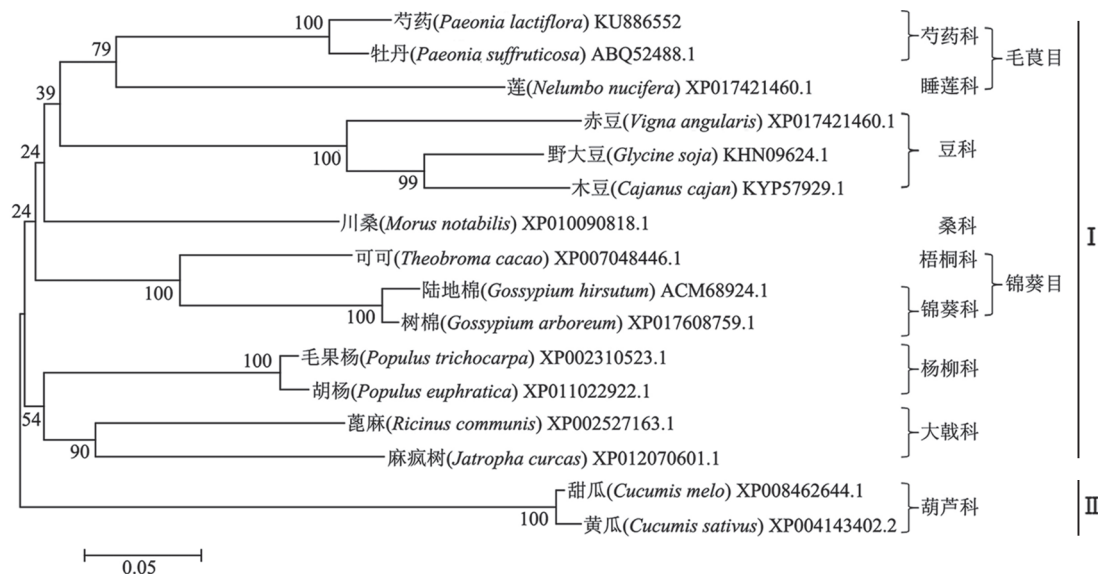 100
芍药(Paeonia lactiflora) KU886552
牡丹(Paeonia suffruticosa) ABQ52488.1
芍药科
79
莲(Nelumbo nucifera) XP017421460.1
睡莲科
毛茛目
39
赤豆(Vigna angularis) XP017421460.1
100
野大豆(Glycine soja) KHN09624.1
99
木豆(Cajanus cajan) KYP57929.1
豆科
24
川桑(Morus notabilis) XP010090818.1
桑科
24
可可(Theobroma cacao) XP007048446.1
梧桐科
100
陆地棉(Gossypium hirsutum) ACM68924.1
100
树棉(Gossypium arboreum) XP017608759.1
锦葵科
锦葵目
100
毛果杨(Populus trichocarpa) XP002310523.1
胡杨(Populus euphratica) XP011022922.1
杨柳科
54
蓖麻(Ricinus communis) XP002527163.1
90
麻疯树(Jatropha curcas) XP012070601.1
大戟科
I
甜瓜(Cucumis melo) XP008462644.1
100
黄瓜(Cucumis sativus) XP004143402.2
葫芦科
II
0.05